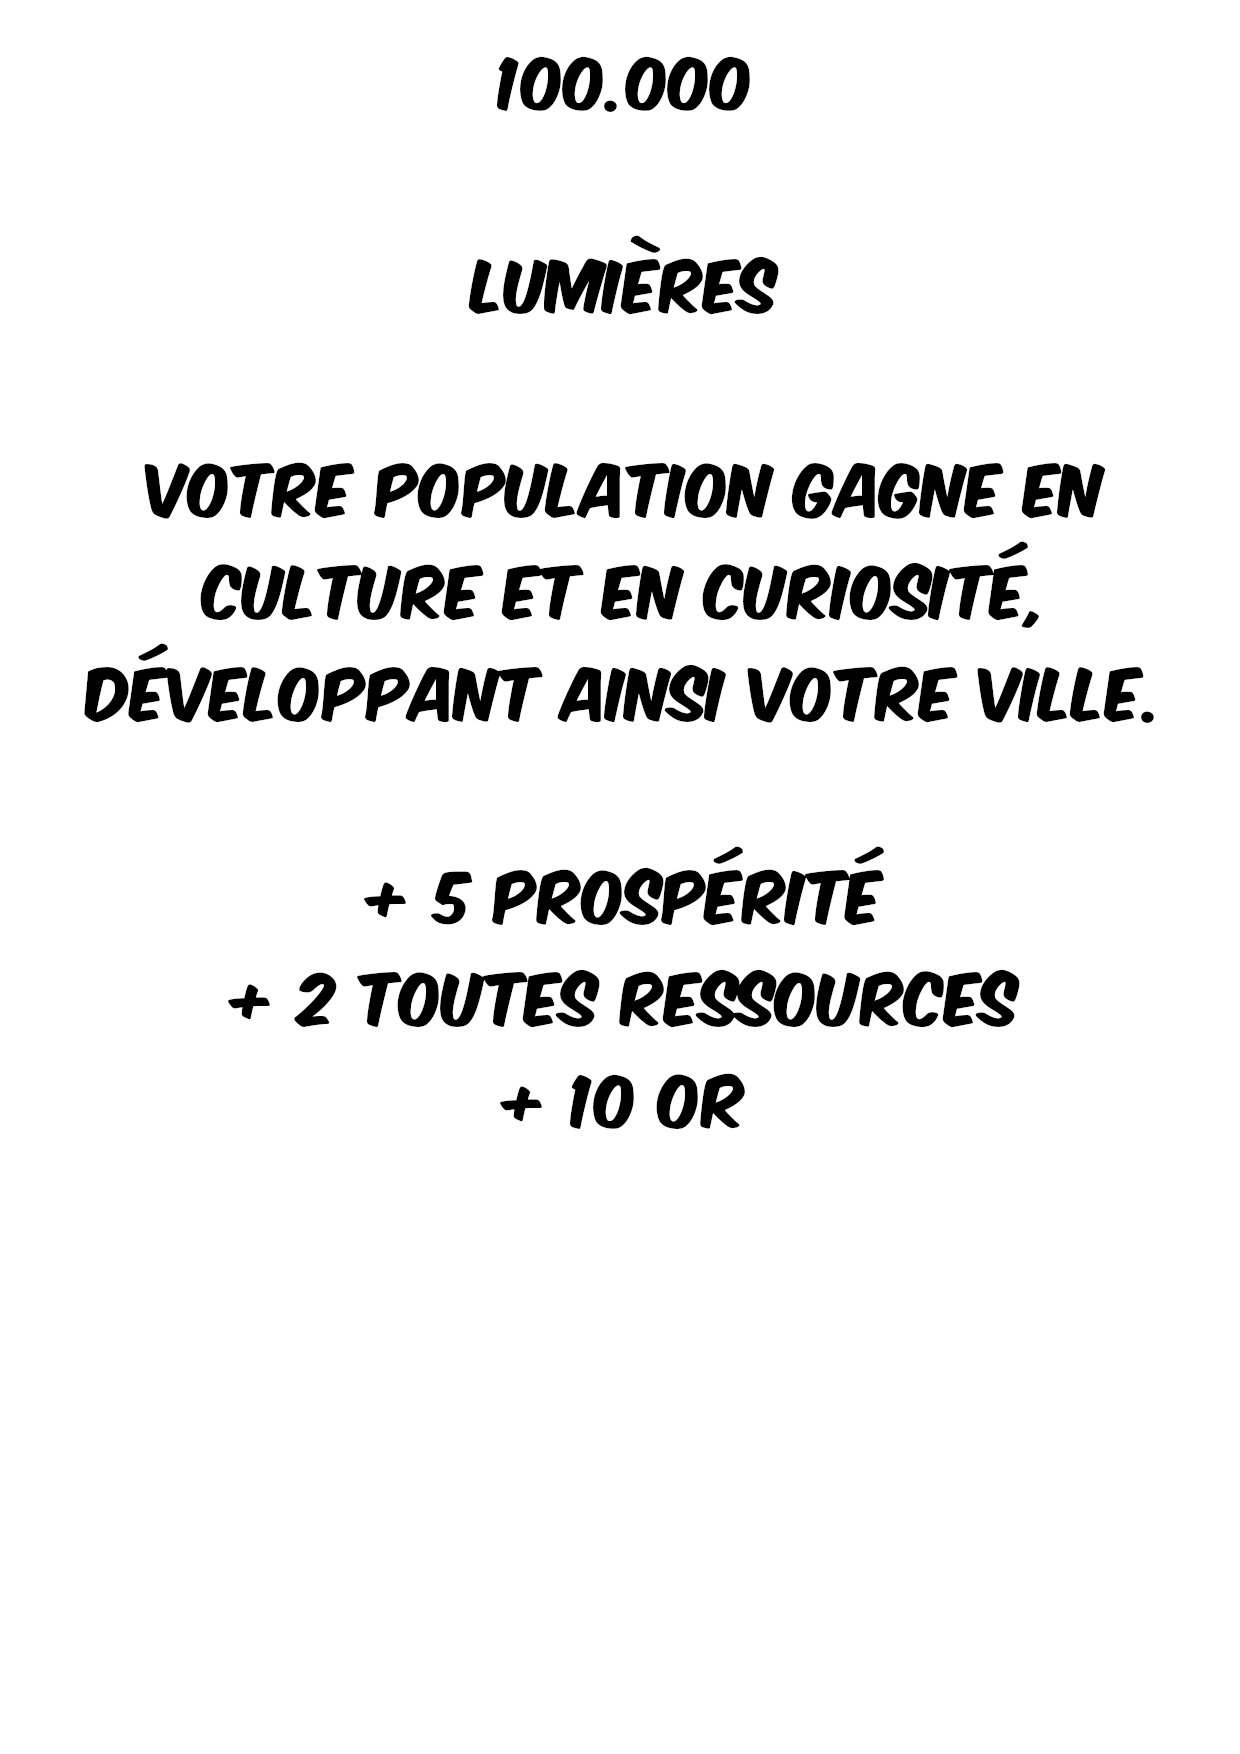 100.000
LUMIÈRES
VOTRE POPULATION GAGNE EN
CULTURE ET EN CURIOSITÉ,
DÉVELOPPANT AINSI VOTRE VILLE.
+ 5 PROSPÉRITÉ
+ 2 TOUTES RESSOURCES
+ 10 OR